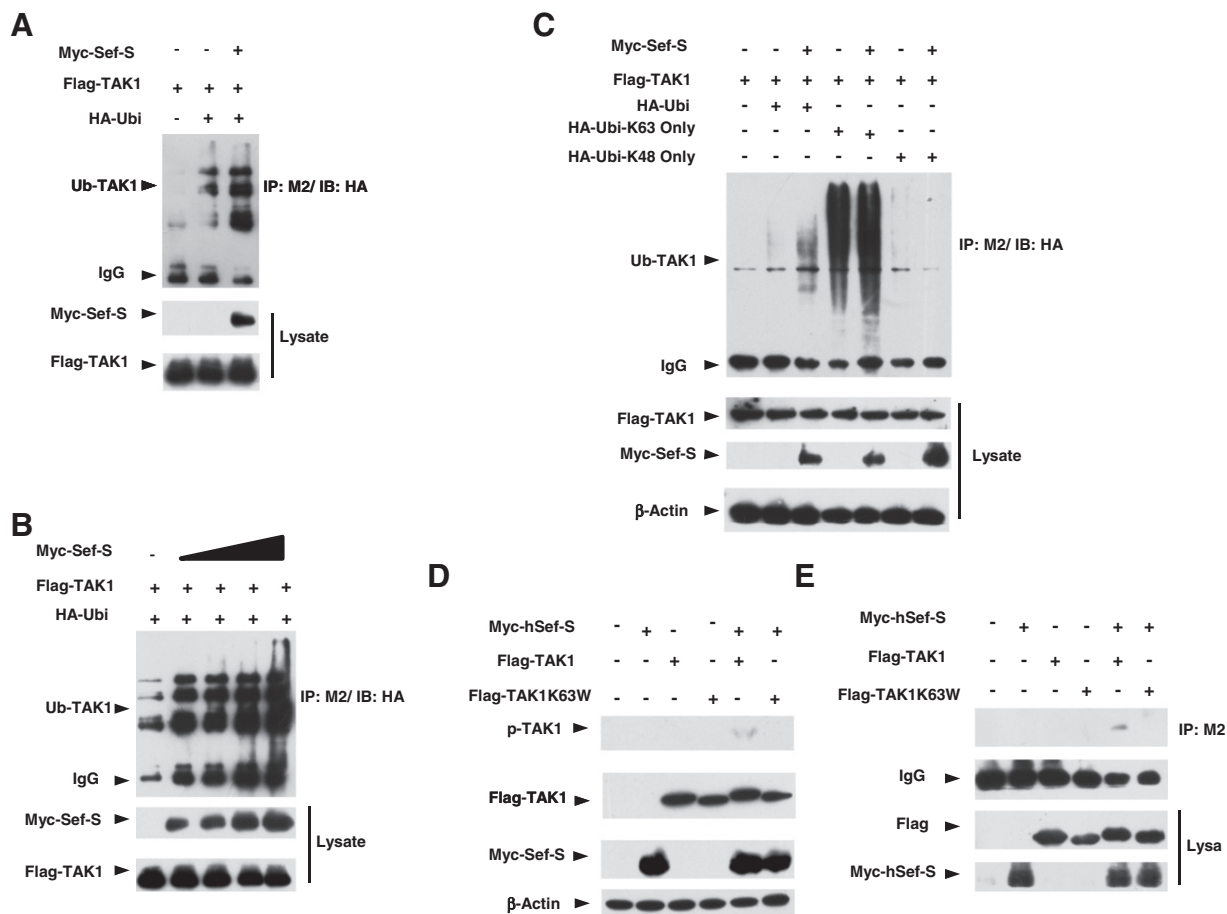 A
Myc-Sef-S - - +
Flag-TAK1 + + +
HA-Ubi - + +
Ub-TAK1 IP: M2/ IB: HA
IgG
Myc-Sef-S
Lysate
Flag-TAK1
B
Myc-Sef-S -
Flag-TAK1 + + + + +
HA-Ubi + + + + +
Ub-TAK1 IP: M2/ IB: HA
IgG
Myc-Sef-S
Lysate
Flag-TAK1
C
Myc-Sef-S - - + - + - +
Flag-TAK1 + + + + + + +
HA-Ubi - + + - - - -
HA-Ubi-K63 Only - - - + + - -
HA-Ubi-K48 Only - - - - - + +
IP: M2/ IB: HA
Ub-TAK1
IgG
Flag-TAK1
Myc-Sef-S
Lysate
β-Actin
D
Myc-hSef-S - + - - + +
Flag-TAK1 - - + - + -
Flag-TAK1K63W - - - + - +
p-TAK1
Flag-TAK1
Myc-Sef-S
β-Actin
E
Myc-hSef-S - + - - + +
Flag-TAK1 - - + - + -
Flag-TAK1K63W - - - + - +
IP: M2
IgG
Flag
Lysa
Myc-hSef-S